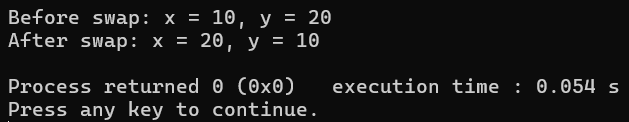 Before swap: x = 10, y = 20
After swap: x = 20, y = 10
Process returned 0 (0x0)   execution time : 0.054 s
Press any key to continue.